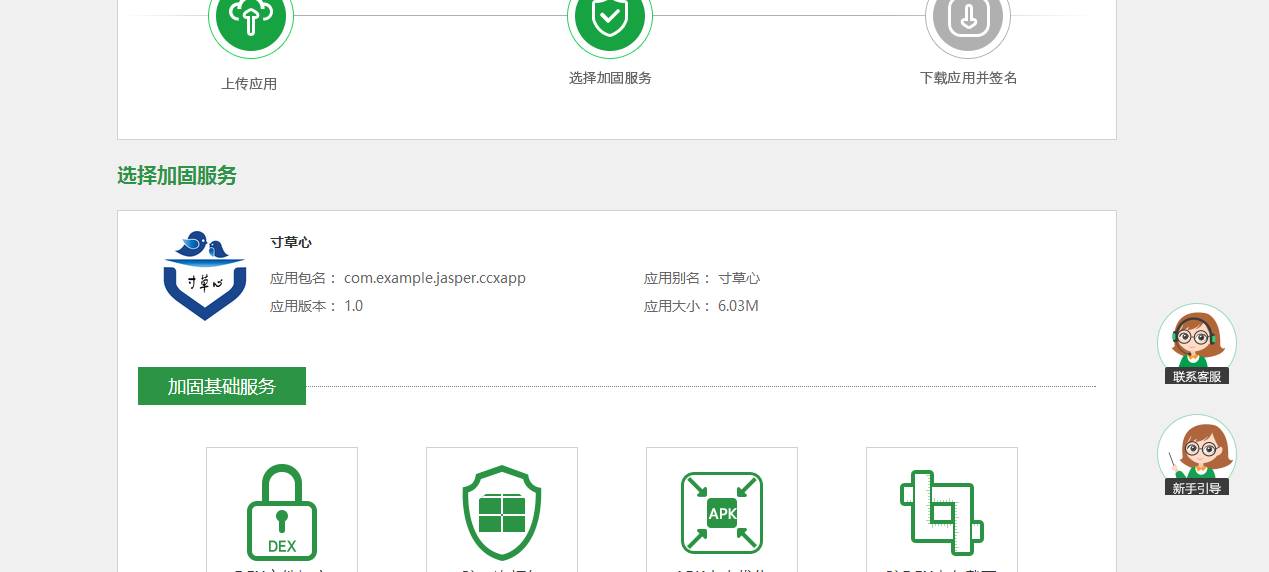 上传应用
选择加固服务
下载应用并签名
选择加固服务
寸草心
寸草心
应用包名： com.example.jasper.ccxapp
应用别名： 寸草心
应用版本： 1.0
应用大小： 6.03M
联系客服
加固基础服务
新手引导
DEX
APK